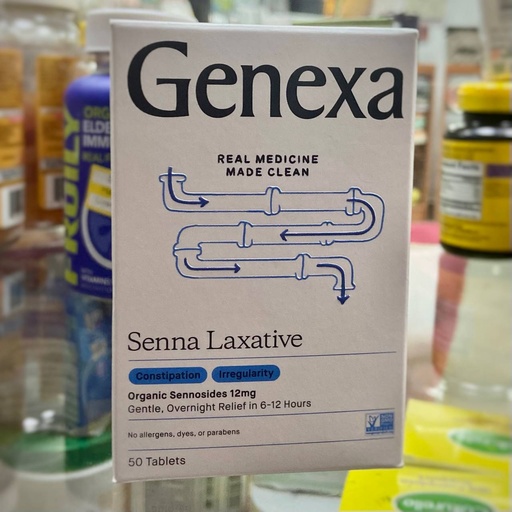 Genexa
REAL MEDICINE
MADE CLEAN
Senna Laxative
Constipation Irregularity
Organic Sennosides 12mg
Gentle, Overnight Relief in 6-12 Hours
No allergens, dyes, or parabens
50 Tablets